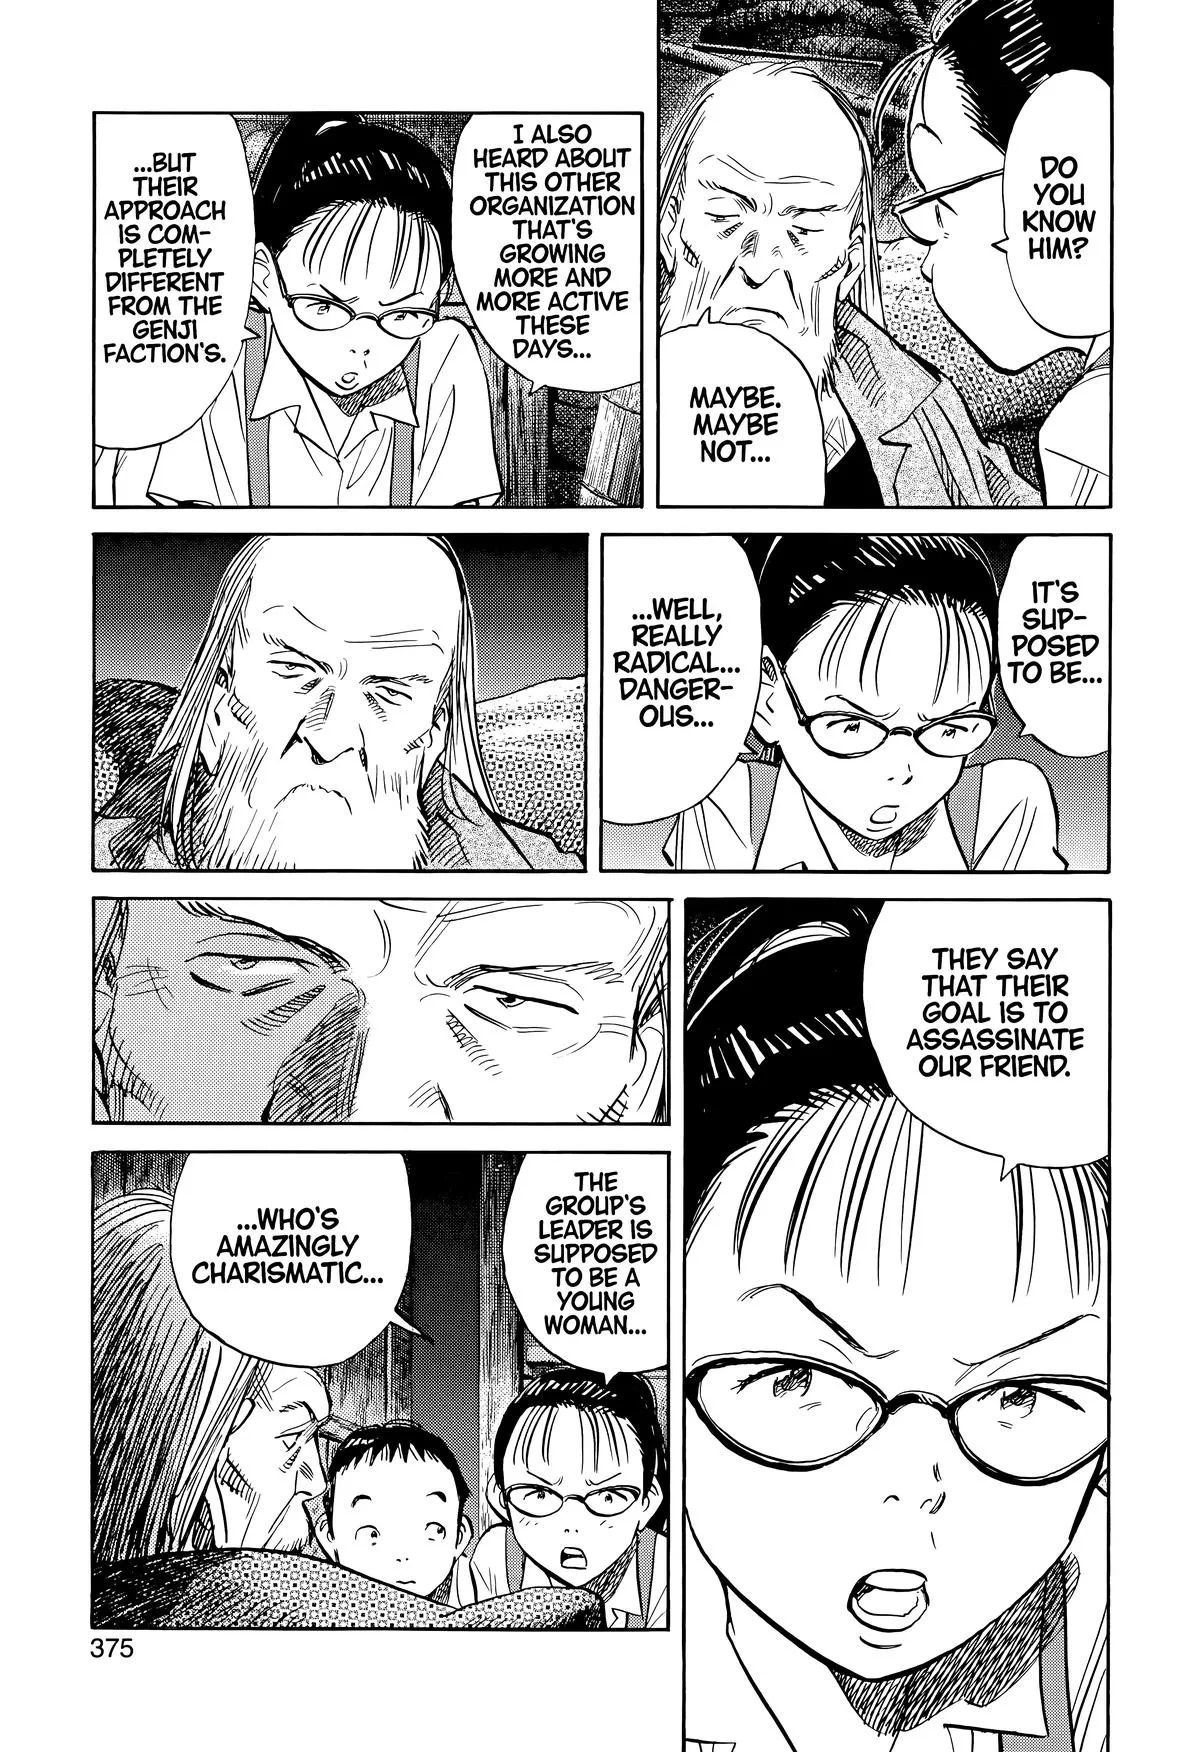 DO
YOU
KNOW
HIM?
MAYBE.
MAYBE
NOT...
I ALSO
HEARD ABOUT
THIS OTHER
ORGANIZATION
THAT'S
GROWING
MORE AND
MORE ACTIVE
THESE
DAYS...
...BUT
THEIR
APPROACH
IS COM-
PLETELY
DIFFERENT
FROM THE
GENJI
FACTION'S.
IT'S
SUP-
POSED
TO BE...
...WELL,
REALLY
RADICAL...
DANGER-
OUS...
THEY SAY
THAT THEIR
GOAL IS TO
ASSASSINATE
OUR FRIEND.
THE
GROUP'S
LEADER IS
SUPPOSED
TO BE A
YOUNG
WOMAN...
...WHO'S
AMAZINGLY
CHARISMATIC...
375